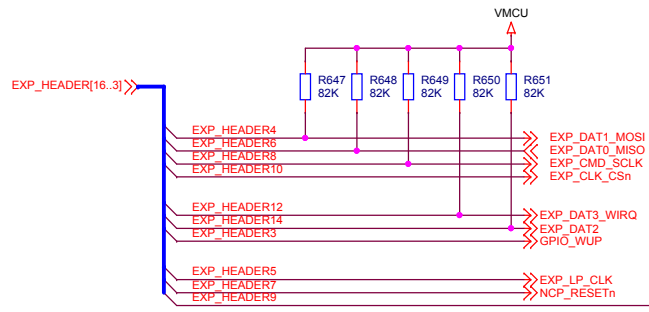 VMCU
EXP_HEADER[16..3]
R647 R648 R649 R650 R651
82K 82K 82K 82K 82K
EXP_HEADER4 EXP_DAT1_MOSI
EXP_HEADER6 EXP_DAT0_MISO
EXP_HEADER8 EXP_CMD_SCLK
EXP_HEADER10 EXP_CLK_CSn
EXP_HEADER12 EXP_DAT3_WIRQ
EXP_HEADER14 EXP_DAT2
EXP_HEADER3 GPIO_WUP
EXP_HEADER5 EXP_LP_CLK
EXP_HEADER7 NCP_RESETn
EXP_HEADER9